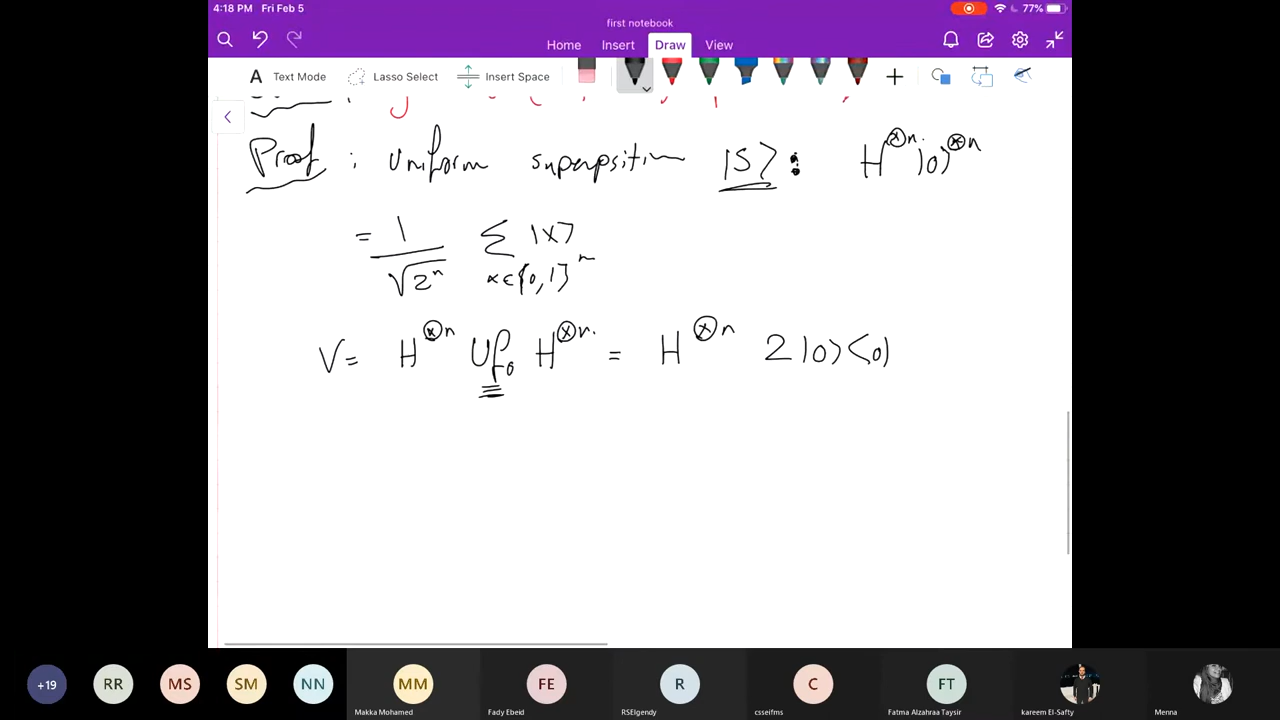 4:18 PM Fri Feb 5
77%
first notebook
Home Insert Draw View
A Text Mode Lasso Select Insert Space
Proof : Uniform superposition |S⟩ : H^{⊗n} |0⟩^{⊗n}
= 1/√2^n Σ_{x∈{0,1}^n} |x⟩
V = H^{⊗n} U_{f_0} H^{⊗n} = H^{⊗n} 2|0⟩⟨0|
+19 RR MS SM NN MM FE R C FT
Makka Mohamed Fady Ebeid RSElgendy csseifms Fatma Alzahraa Taysir kareem El-Safty Menna